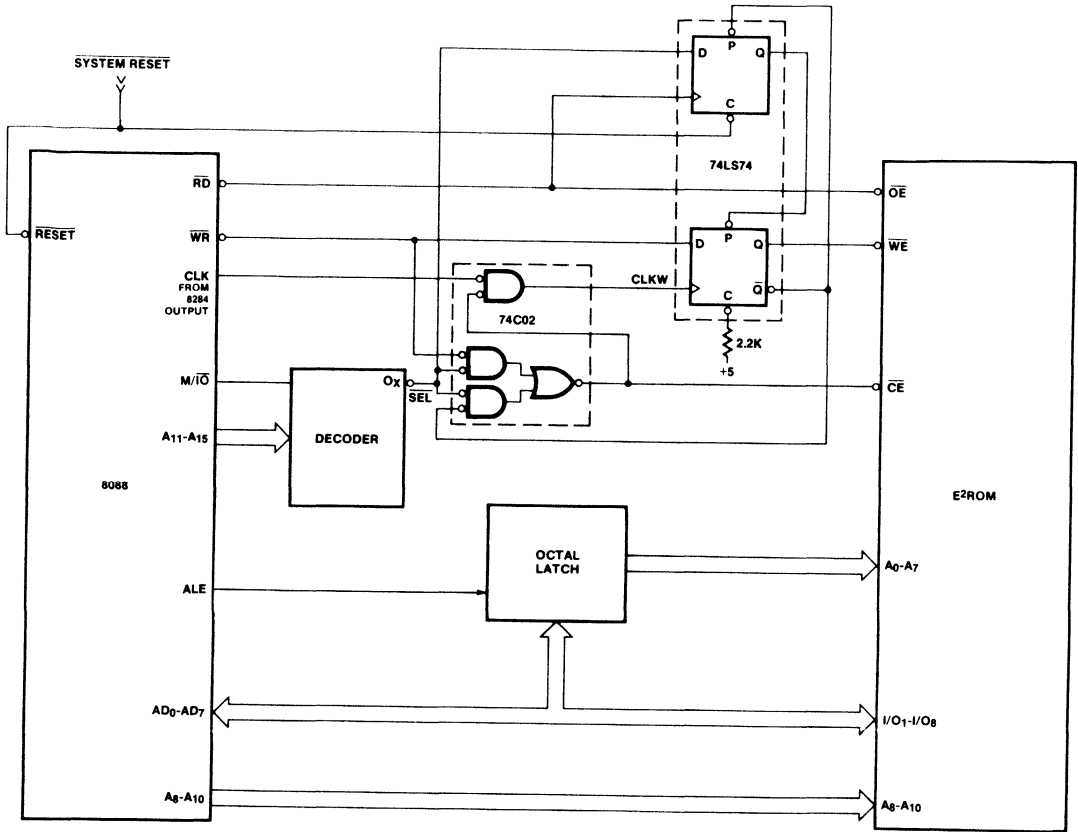 SYSTEM RESET
P
D
Q
C
74LS74
RD
OE
RESET
WR
P
D
Q
WE
CLK
FROM
8284
OUTPUT
CLKW
Q
C
74C02
2.2K
+5
M/IO
OX
SEL
CE
A11-A15
DECODER
8088
E2ROM
OCTAL
LATCH
A0-A7
ALE
AD0-AD7
I/O1-I/O8
A8-A10
A8-A10